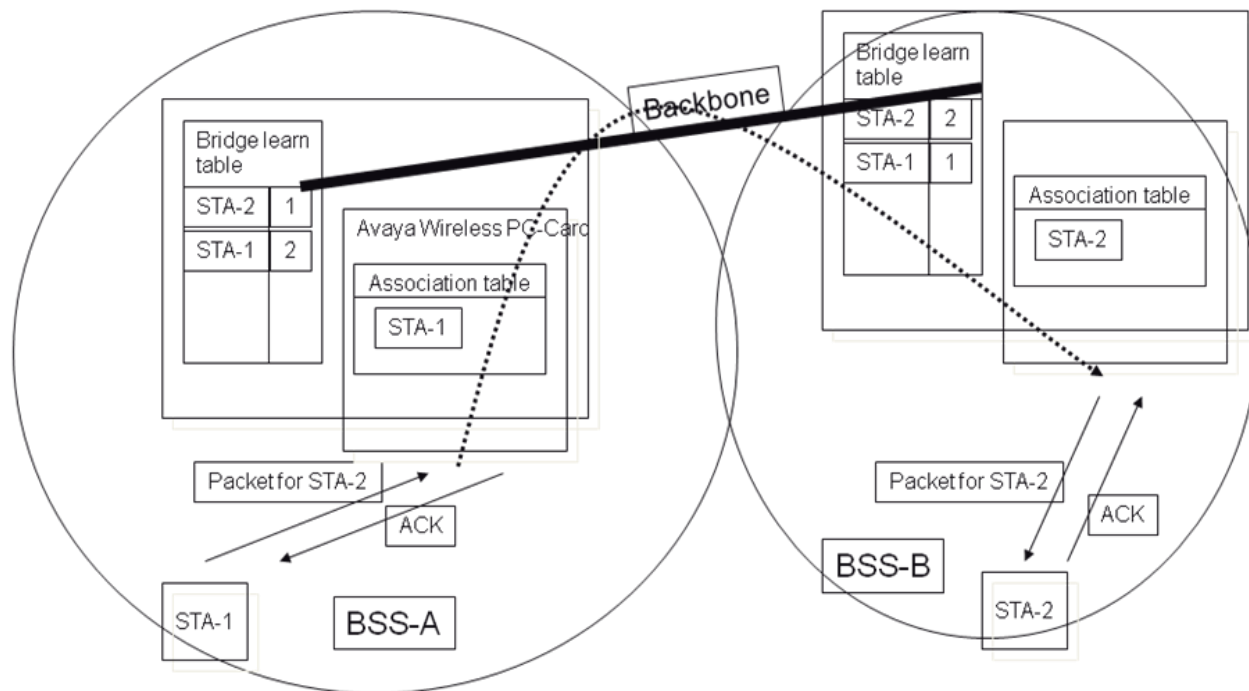 Bridge learn
table
STA-2 1
STA-1 2
Avaya Wireless PC-Card
Association table
STA-1
Backbone
Bridge learn
table
STA-2 2
STA-1 1
Association table
STA-2
Packet for STA-2
ACK
STA-1
BSS-A
Packet for STA-2
ACK
BSS-B
STA-2